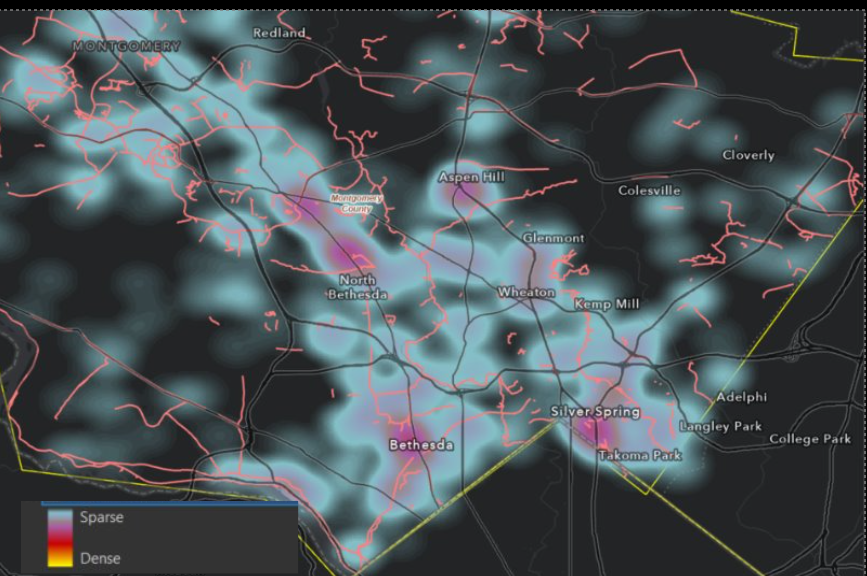 Redland
MONTGOMERY
Cloverly
Aspen Hill
Colesville
Montgomery
County
Glenmont
North
Bethesda
Wheaton
Kemp Mill
Adelphi
Silver Spring
Langley Park
College Park
Bethesda
Takoma Park
Sparse
Dense